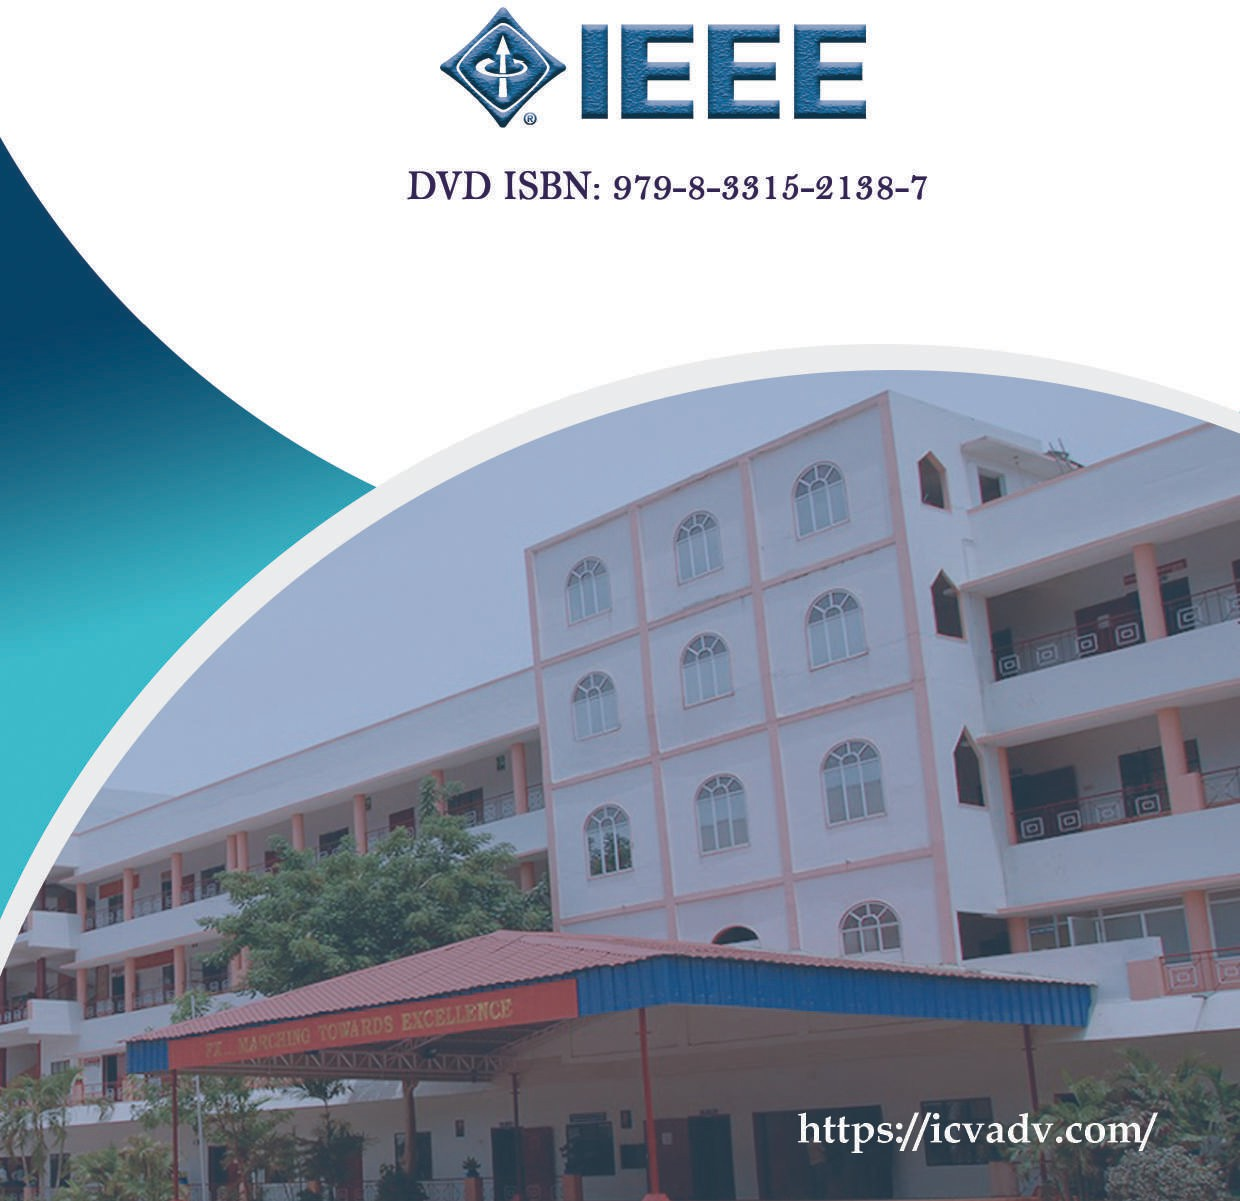 IEEE
®
DVD ISBN: 979-8-3315-2138-7
MARCHING TOWARDS EXCELLENCE
https://icvadv.com/